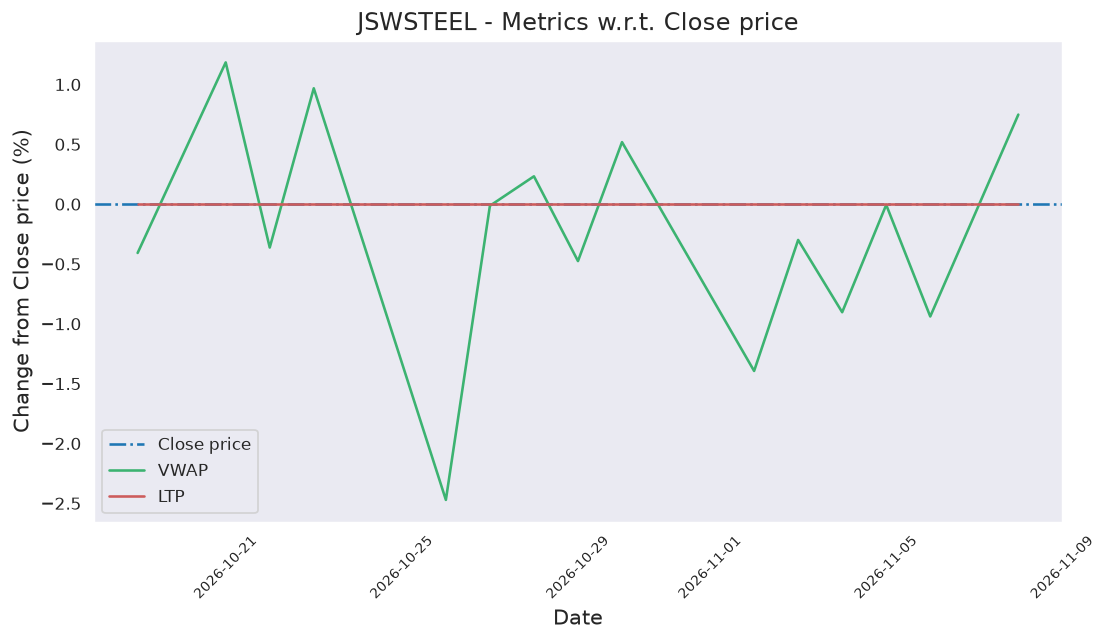 JSWSTEEL - Metrics w.r.t. Close price
Change from Close price (%)
1.0
0.5
0.0
−0.5
−1.0
−1.5
−2.0
−2.5
Close price
VWAP
LTP
2026-10-21
2026-10-25
2026-10-29
2026-11-01
2026-11-05
2026-11-09
Date